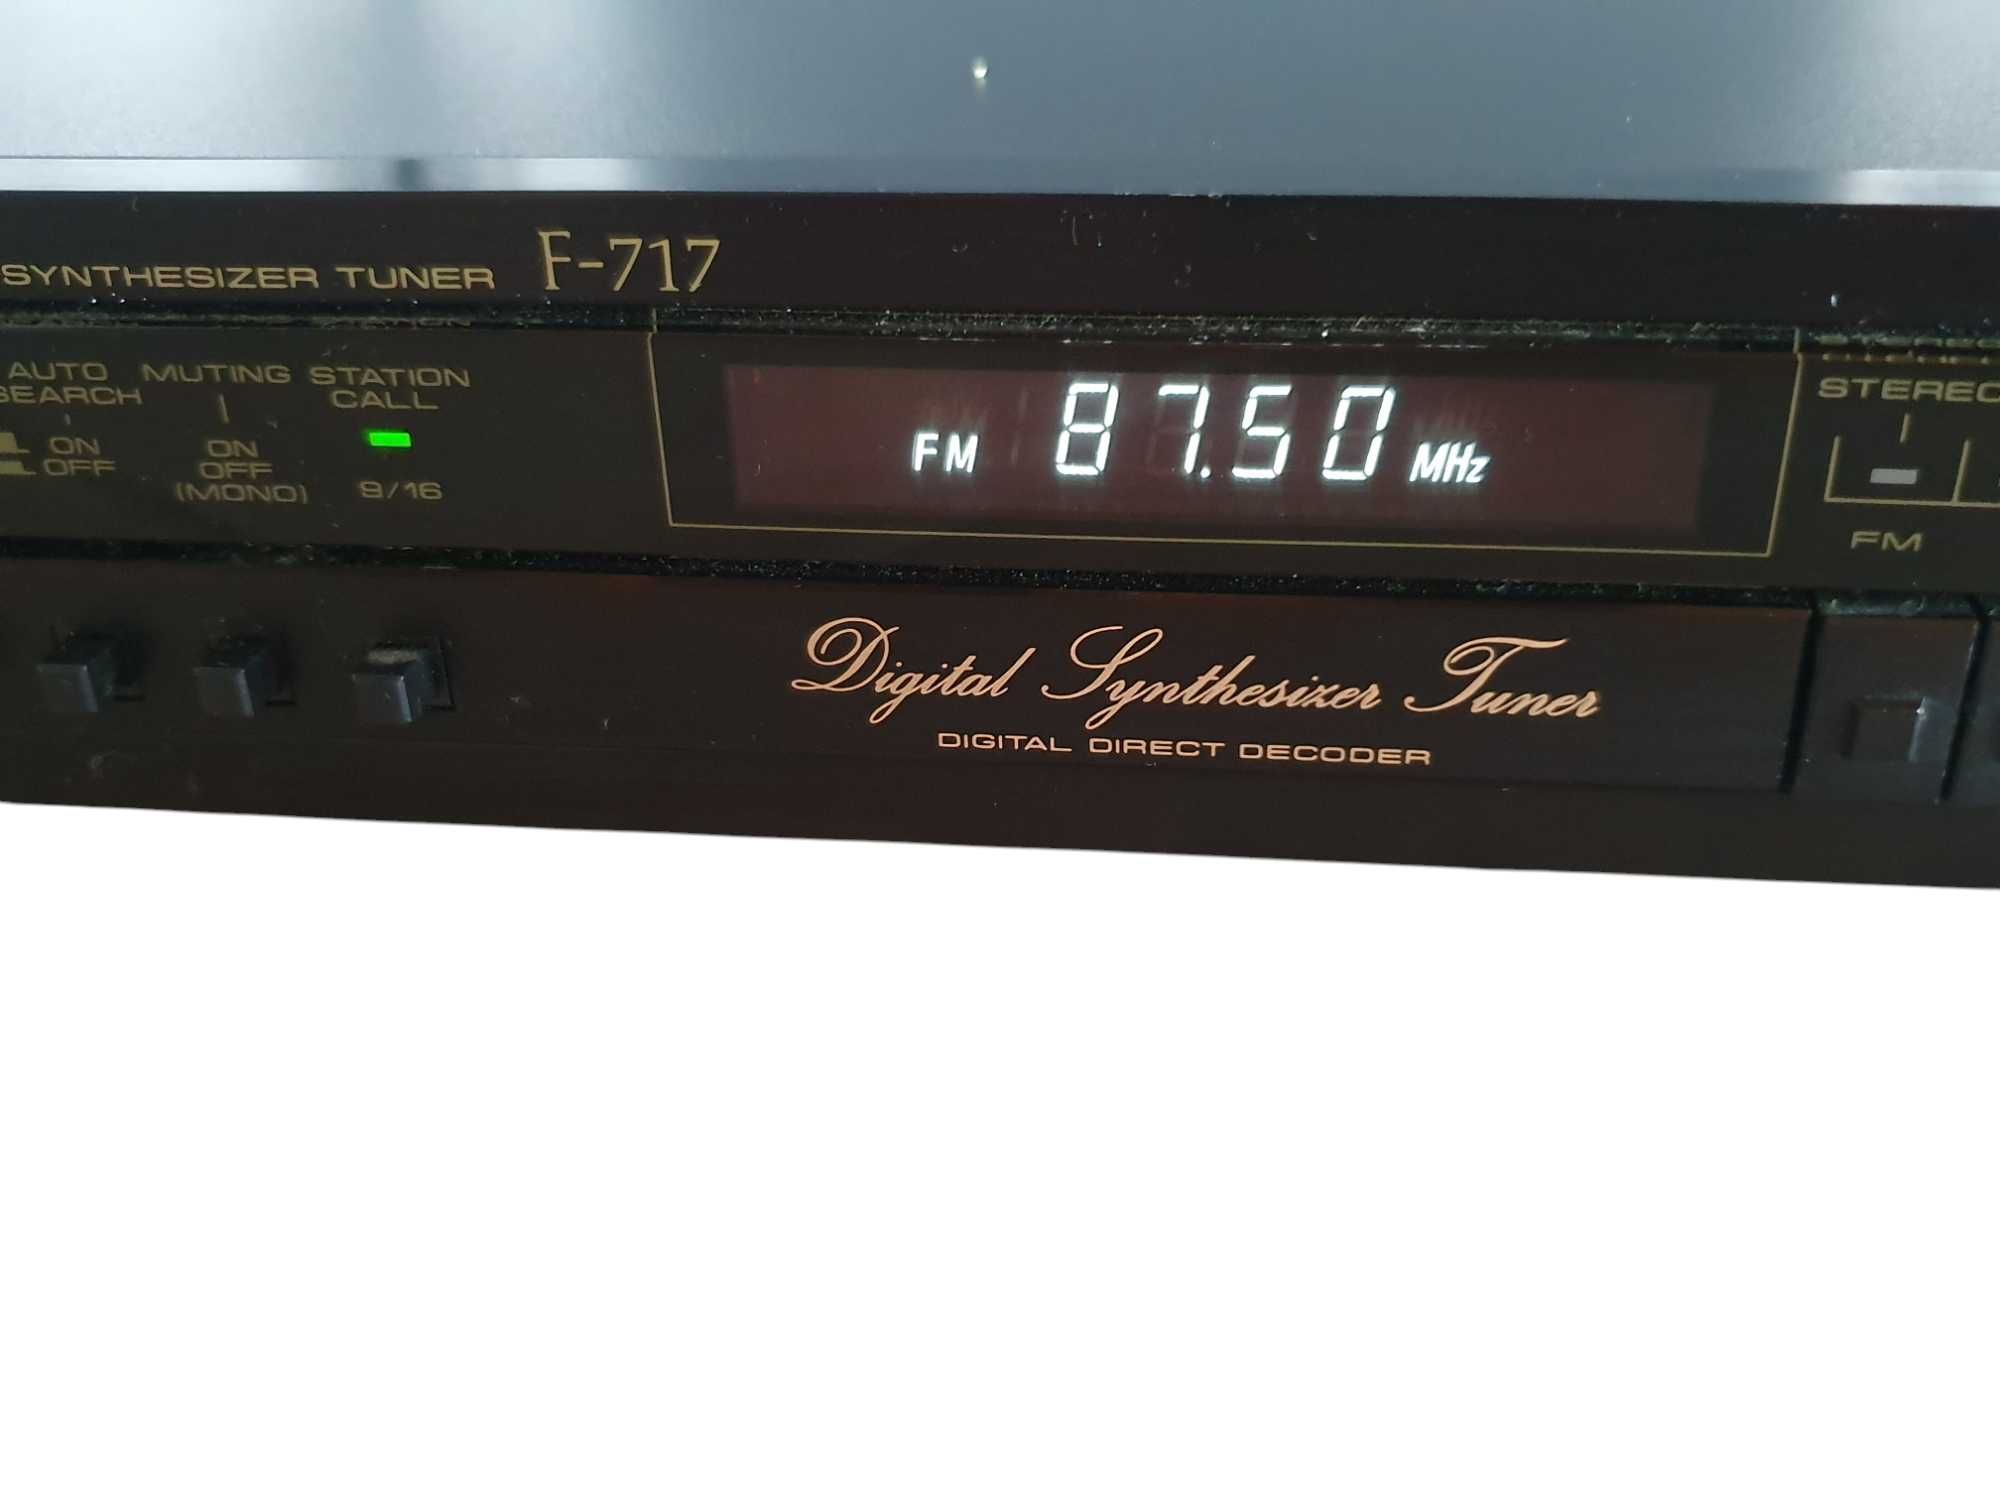 SYNTHESIZER TUNER F-717
AUTO SEARCH
ON
OFF
MUTING
ON
OFF
(MONO)
STATION CALL
9/16
FM 87.50 MHz
STEREO
FM
Digital Synthesizer Tuner
DIGITAL DIRECT DECODER